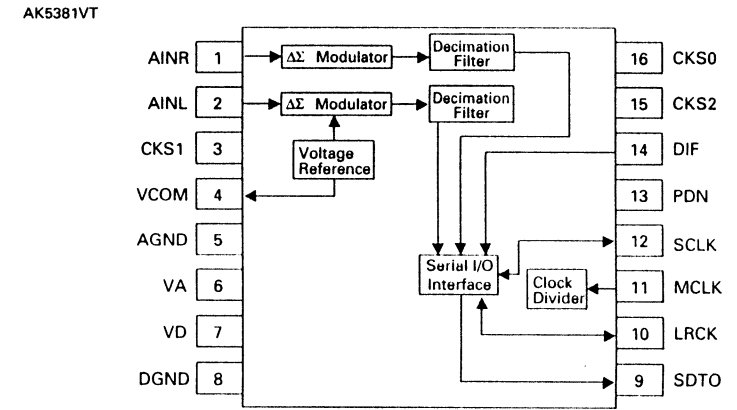 AK5381VT
AINR 1
ΔΣ Modulator
Decimation
Filter
16 CKS0
AINL 2
ΔΣ Modulator
Decimation
Filter
15 CKS2
CKS1 3
Voltage
Reference
14 DIF
VCOM 4
13 PDN
AGND 5
12 SCLK
Serial I/O
Interface
VA 6
Clock
Divider
11 MCLK
VD 7
10 LRCK
DGND 8
9 SDTO